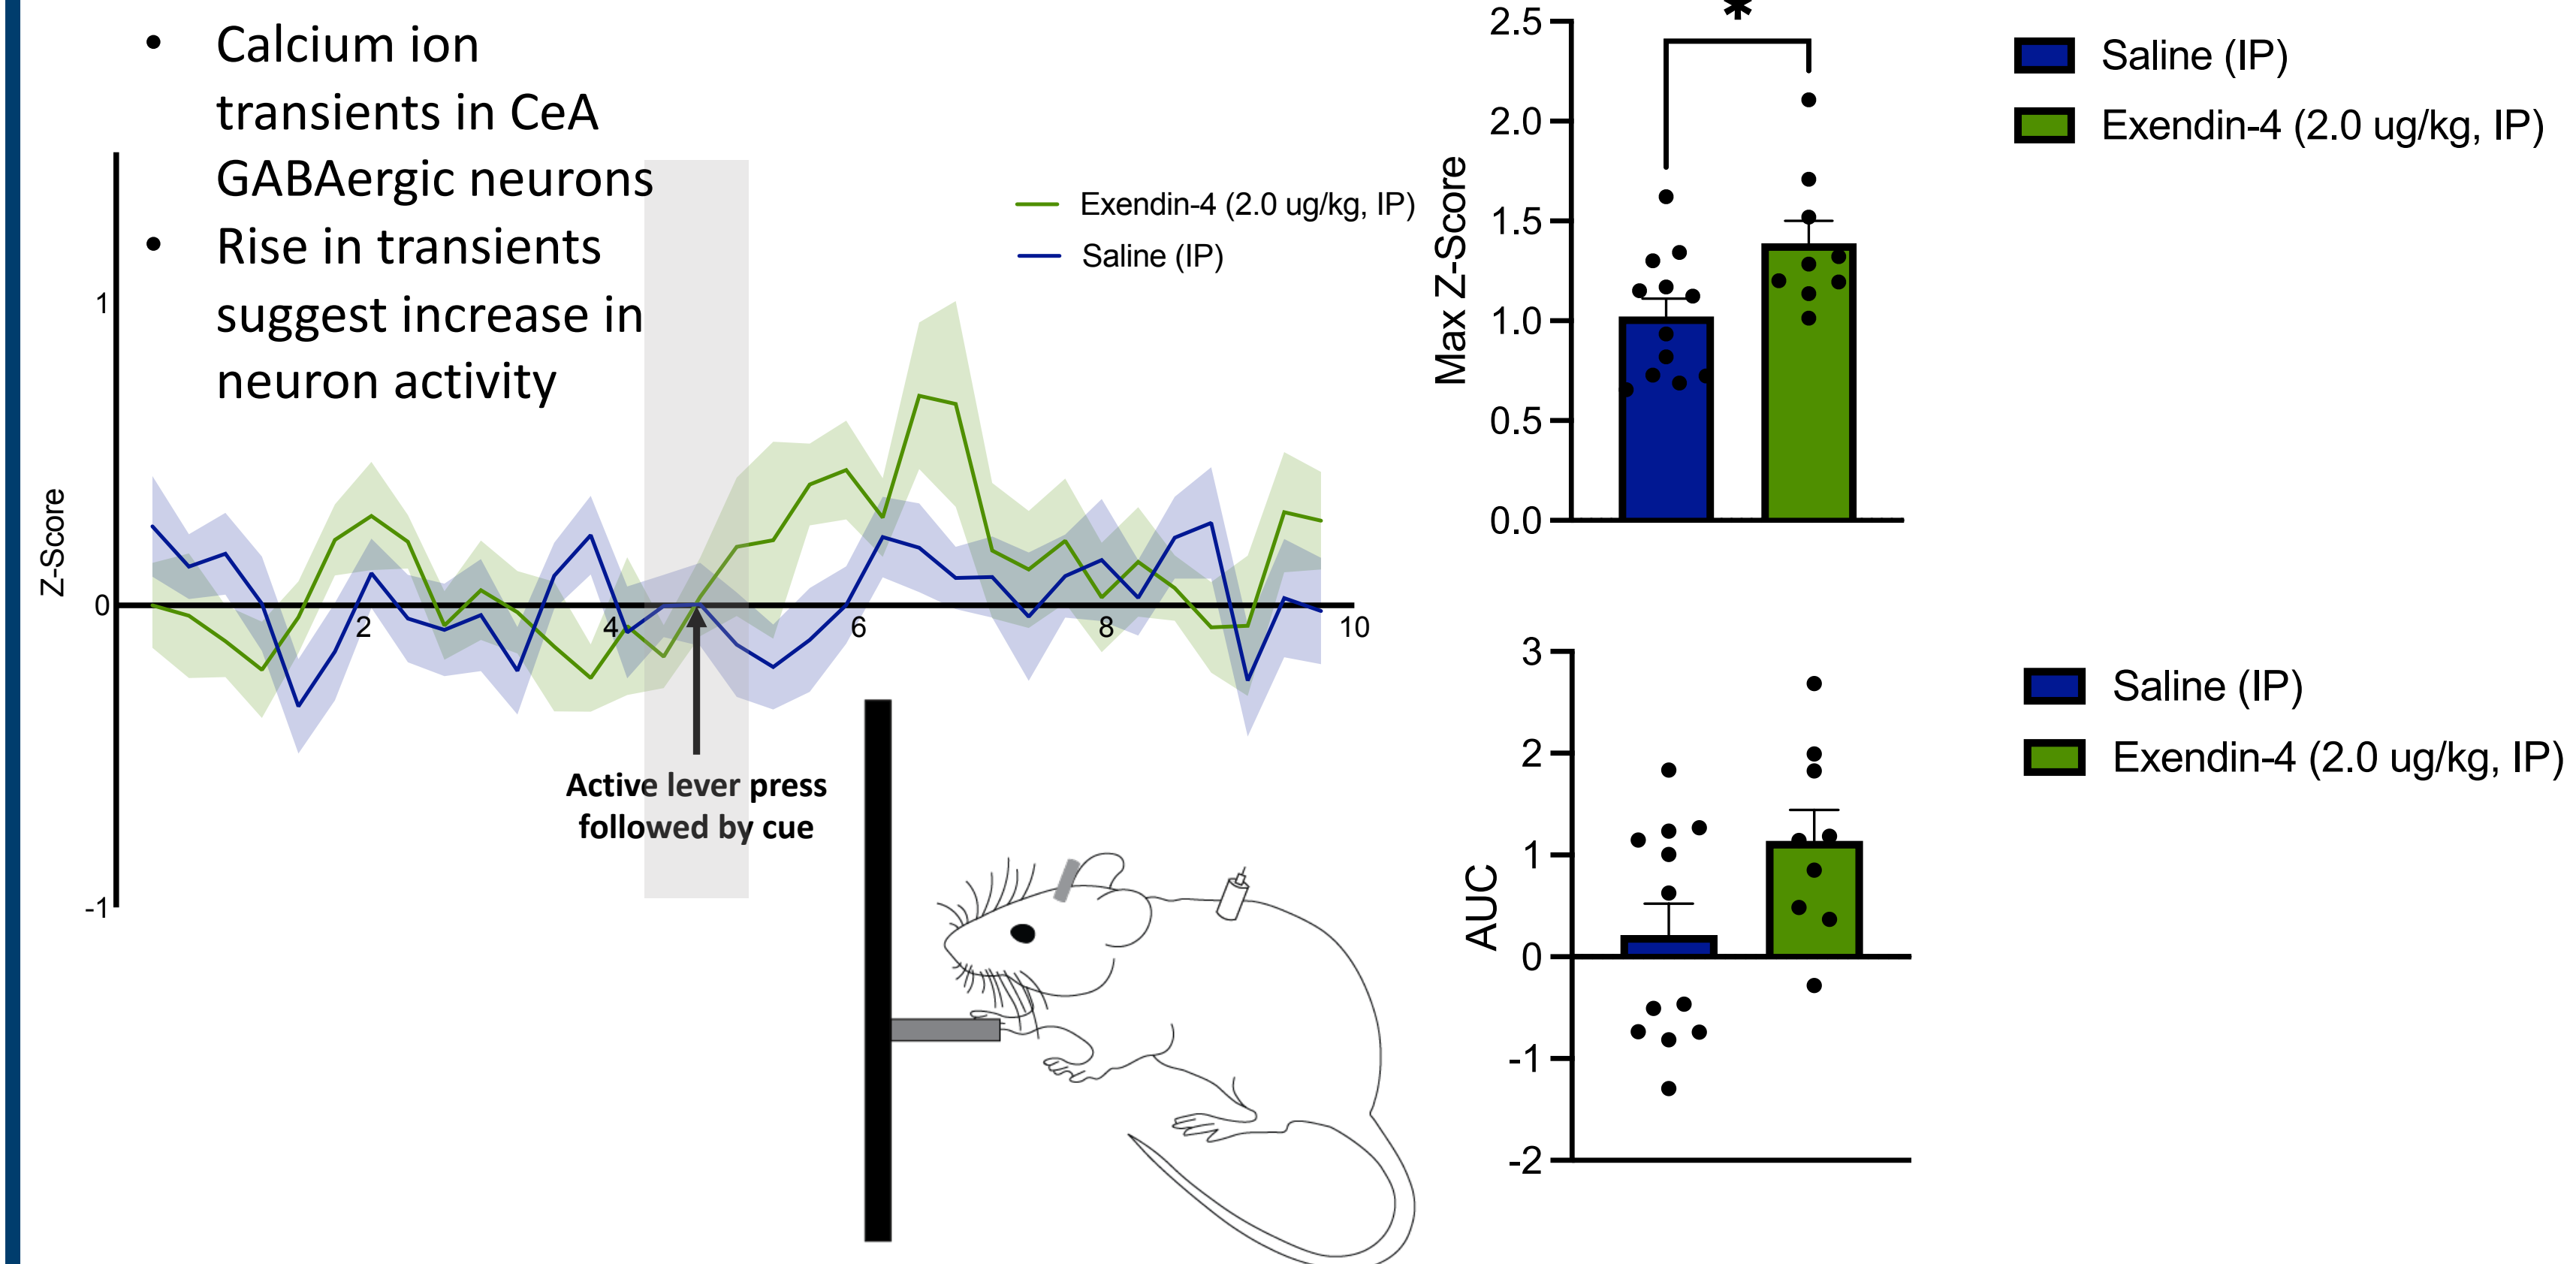 • Calcium ion
transients in CeA
GABAergic neurons
• Rise in transients
suggest increase in
neuron activity
Z-Score
1
0
-1
2
4
6
8
10
Exendin-4 (2.0 ug/kg, IP)
Saline (IP)
Active lever press
followed by cue
*
Max Z-Score
2.5
2.0
1.5
1.0
0.5
0.0
Saline (IP)
Exendin-4 (2.0 ug/kg, IP)
AUC
3
2
1
0
-1
-2
Saline (IP)
Exendin-4 (2.0 ug/kg, IP)